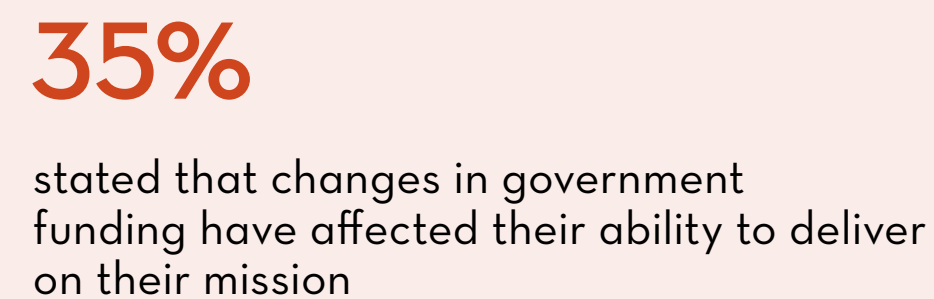 35%
stated that changes in government
funding have affected their ability to deliver
on their mission